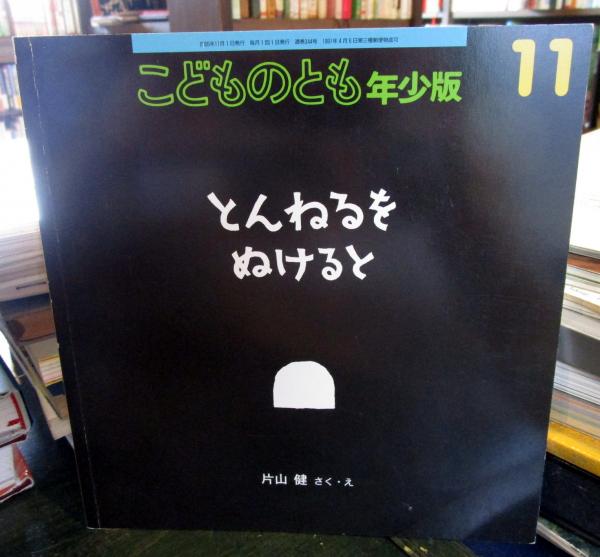 こどものとも 年少版
11
とんねるを
ぬけると
片山 健 さく・え